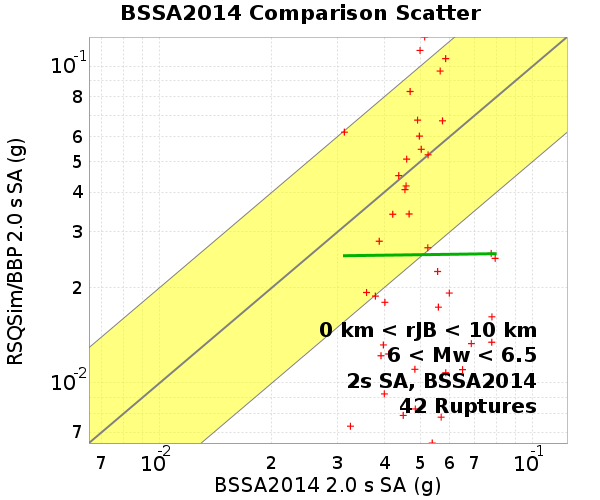 BSSA2014 Comparison Scatter
RSQSim/BBP 2.0 s SA (g)
10-1
8
6
5
4
3
2
10-2
7
0 km < rJB < 10 km
6 < Mw < 6.5
2s SA, BSSA2014
42 Ruptures
7 10-2 2 3 4 5 6 7 10-1
BSSA2014 2.0 s SA (g)